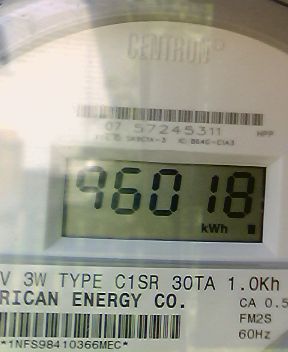 CENTRON®
07 57245311 HPP
96018
kWh
V 3W TYPE C1SR 30TA 1.0Kh
RICAN ENERGY CO. CA 0.5
FM2S
*1NFS98410366MEC* 60Hz